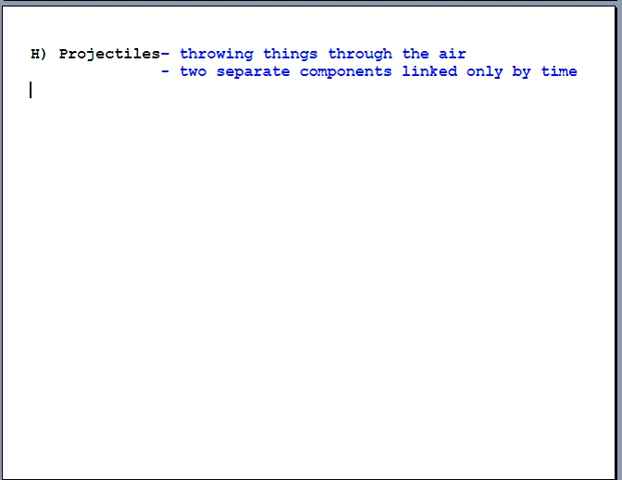 H) Projectiles- throwing things through the air
- two separate components linked only by time